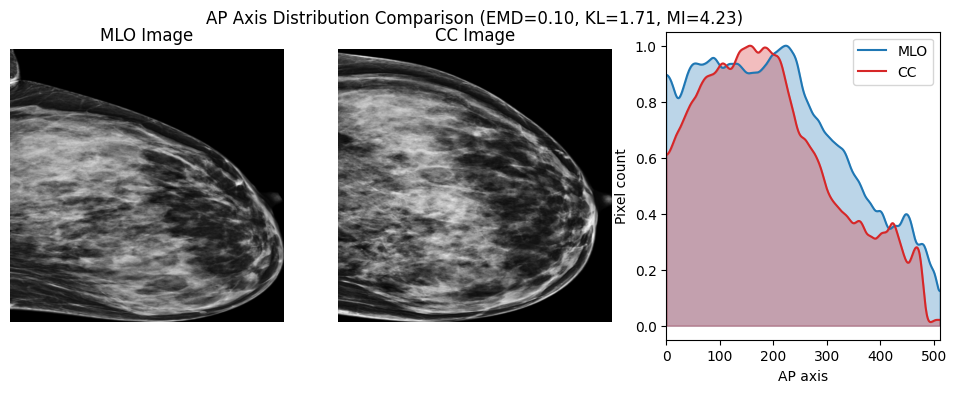 AP Axis Distribution Comparison (EMD=0.10, KL=1.71, MI=4.23)
MLO Image
CC Image
MLO
CC
Pixel count
1.0
0.8
0.6
0.4
0.2
0.0
0 100 200 300 400 500
AP axis